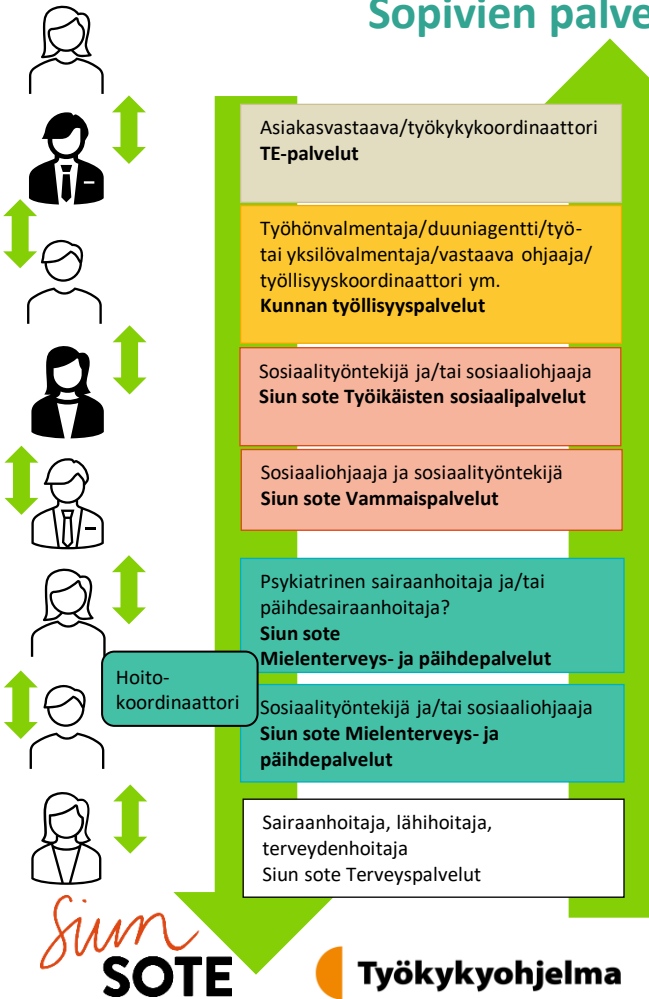 Sopivien palve
Asiakasvastaava/työkykykoordinaattori
TE-palvelut
Työhönvalmentaja/duuniagentti/työ-
tai yksilövalmentaja/vastaava ohjaaja/
työllisyyskoordinaattori ym.
Kunnan työllisyyspalvelut
Sosiaalityöntekijä ja/tai sosiaaliohjaaja
Siun sote Työikäisten sosiaalipalvelut
Sosiaaliohjaaja ja sosiaalityöntekijä
Siun sote Vammaispalvelut
Psykiatrinen sairaanhoitaja ja/tai
päihdesairaanhoitaja?
Siun sote
Mielenterveys- ja päihdepalvelut
Hoito-
koordinaattori
Sosiaalityöntekijä ja/tai sosiaaliohjaaja
Siun sote Mielenterveys- ja
päihdepalvelut
Sairaanhoitaja, lähihoitaja,
terveydenhoitaja
Siun sote Terveyspalvelut
Siun
SOTE
Työkykyohjelma